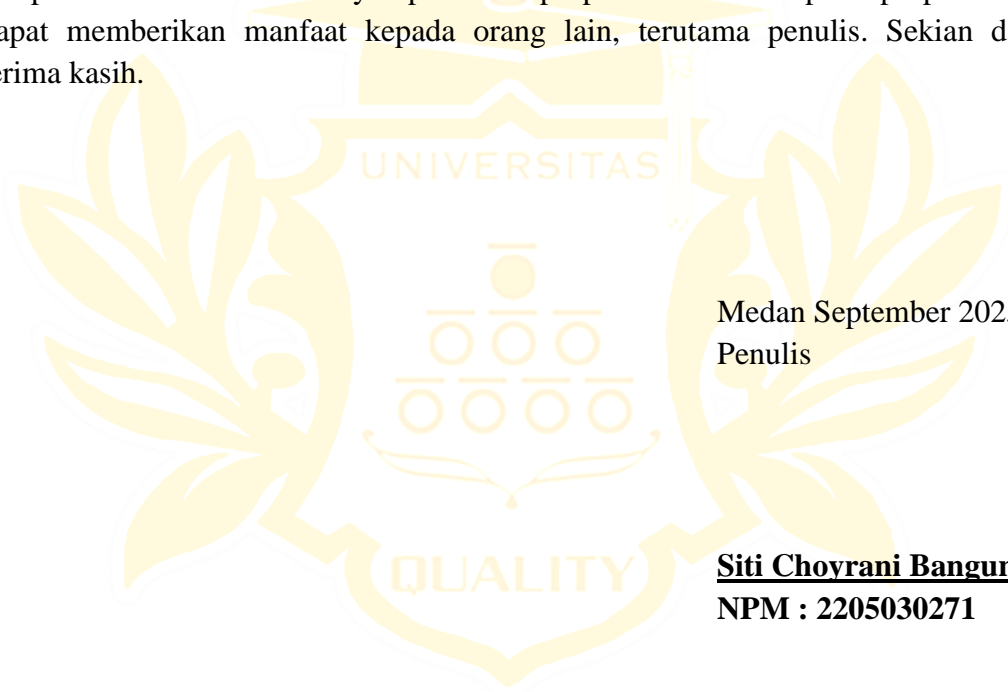 apat memberikan manfaat kepada orang lain, terutama penulis. Sekian d
erima kasih.
UNIVERSITAS
Medan September 202
Penulis
QUALITY
Siti Choyrani Bangun
NPM : 2205030271